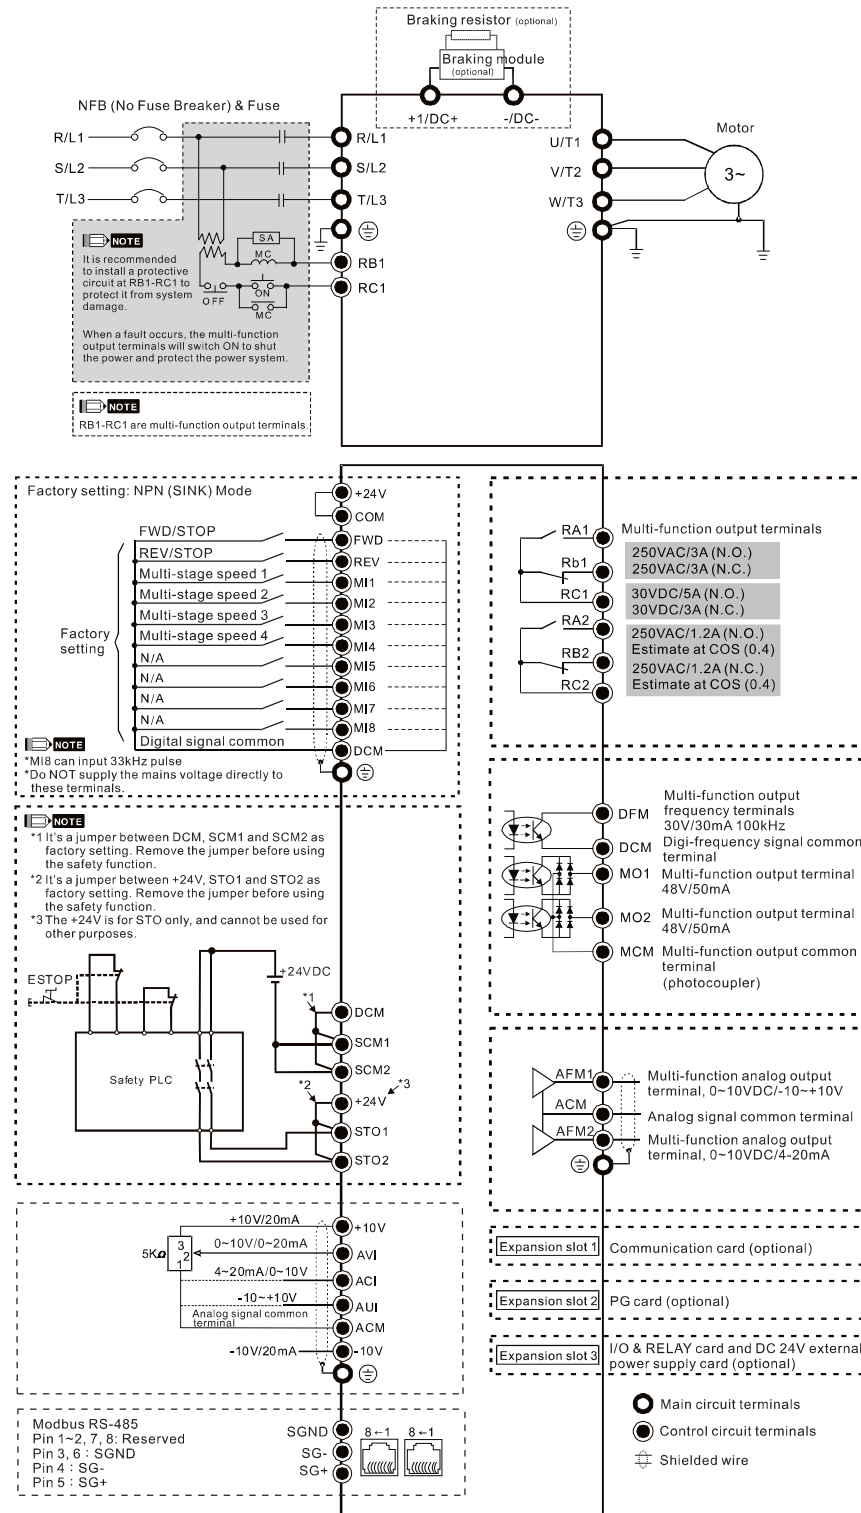 Braking resistor (optional)
Braking module
(optional)
+1/DC+
-/DC-
NFB (No Fuse Breaker) & Fuse
R/L1
S/L2
T/L3
R/L1
S/L2
T/L3
U/T1
V/T2
W/T3
Motor
3~
NOTE
It is recommended
to install a protective
circuit at RB1-RC1 to
protect it from system
damage.
When a fault occurs, the multi-function
output terminals will switch ON to shut
the power and protect the power system.
SA
MC
OFF
ON
MC
RB1
RC1
NOTE
RB1-RC1 are multi-function output terminals.
Factory setting: NPN (SINK) Mode
+24V
COM
FWD/STOP
FWD
REV/STOP
REV
Multi-stage speed 1
MI1
Multi-stage speed 2
MI2
Multi-stage speed 3
MI3
Multi-stage speed 4
MI4
N/A
MI5
N/A
MI6
N/A
MI7
N/A
MI8
Digital signal common
DCM
Factory
setting
NOTE
*MI8 can input 33kHz pulse
*Do NOT supply the mains voltage directly to
these terminals.
RA1
Rb1
RC1
RA2
RB2
RC2
Multi-function output terminals
250VAC/3A (N.O.)
250VAC/3A (N.C.)
30VDC/5A (N.O.)
30VDC/3A (N.C.)
250VAC/1.2A (N.O.)
Estimate at COS (0.4)
250VAC/1.2A (N.C.)
Estimate at COS (0.4)
NOTE
*1 It's a jumper between DCM, SCM1 and SCM2 as
factory setting. Remove the jumper before using
the safety function.
*2 It's a jumper between +24V, STO1 and STO2 as
factory setting. Remove the jumper before using
the safety function.
*3 The +24V is for STO only, and cannot be used for
other purposes.
ESTOP
Safety PLC
+24VDC
*1
DCM
SCM1
SCM2
*2
*3
+24V
STO1
STO2
DFM
Multi-function output
frequency terminals
30V/30mA 100kHz
DCM
Digi-frequency signal common
terminal
MO1
Multi-function output terminal
48V/50mA
MO2
Multi-function output terminal
48V/50mA
MCM
Multi-function output common
terminal
(photocoupler)
AFM1
Multi-function analog output
terminal, 0~10VDC/-10~+10V
ACM
Analog signal common terminal
AFM2
Multi-function analog output
terminal, 0~10VDC/4-20mA
+10V/20mA
+10V
5KΩ
3
2
1
0~10V/0~20mA
AVI
4~20mA/0~10V
ACI
-10~+10V
AUI
Analog signal common
terminal
ACM
-10V/20mA
-10V
Expansion slot 1
Communication card (optional)
Expansion slot 2
PG card (optional)
Expansion slot 3
I/O & RELAY card and DC 24V external
power supply card (optional)
Main circuit terminals
Control circuit terminals
Shielded wire
Modbus RS-485
Pin 1~2, 7, 8: Reserved
Pin 3, 6 : SGND
Pin 4 : SG-
Pin 5 : SG+
SGND
SG-
SG+
8←1
8←1